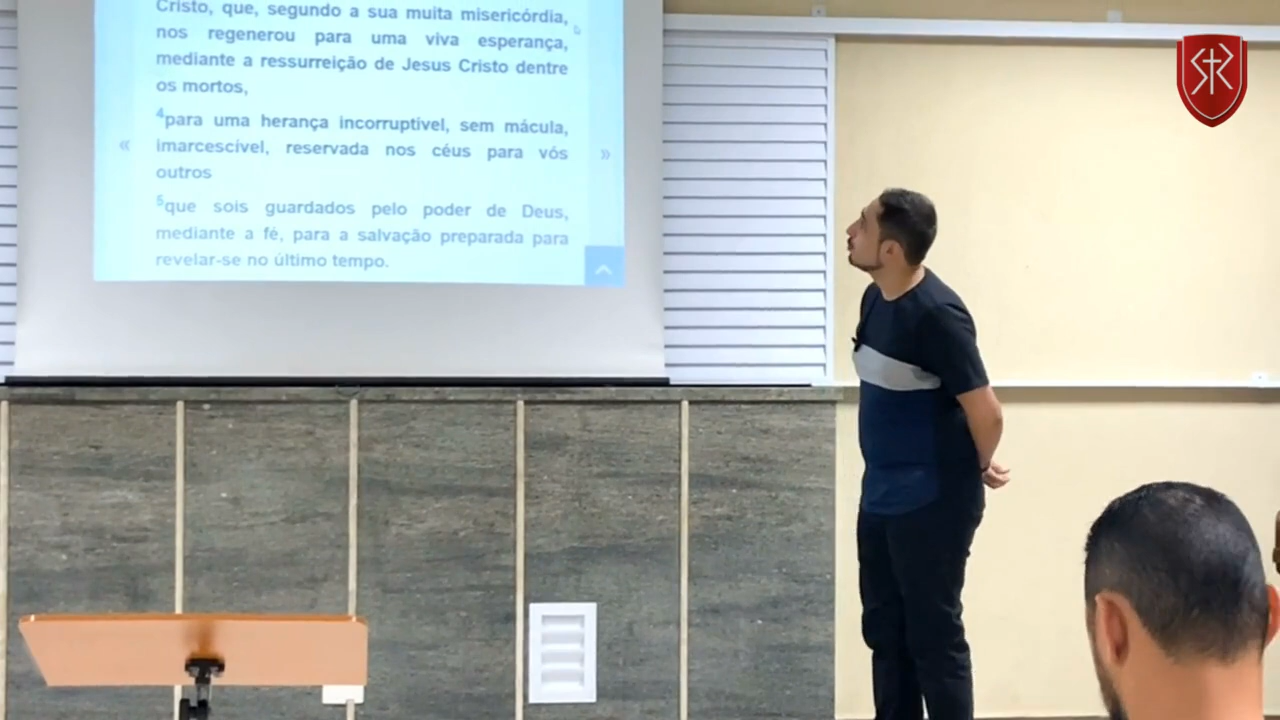 Cristo, que, segundo a sua muita misericórdia,
nos regenerou para uma viva esperança,
mediante a ressurreição de Jesus Cristo dentre
os mortos,
4para uma herança incorruptível, sem mácula,
imarcescível, reservada nos céus para vós
outros
5que sois guardados pelo poder de Deus,
mediante a fé, para a salvação preparada para
revelar-se no último tempo.